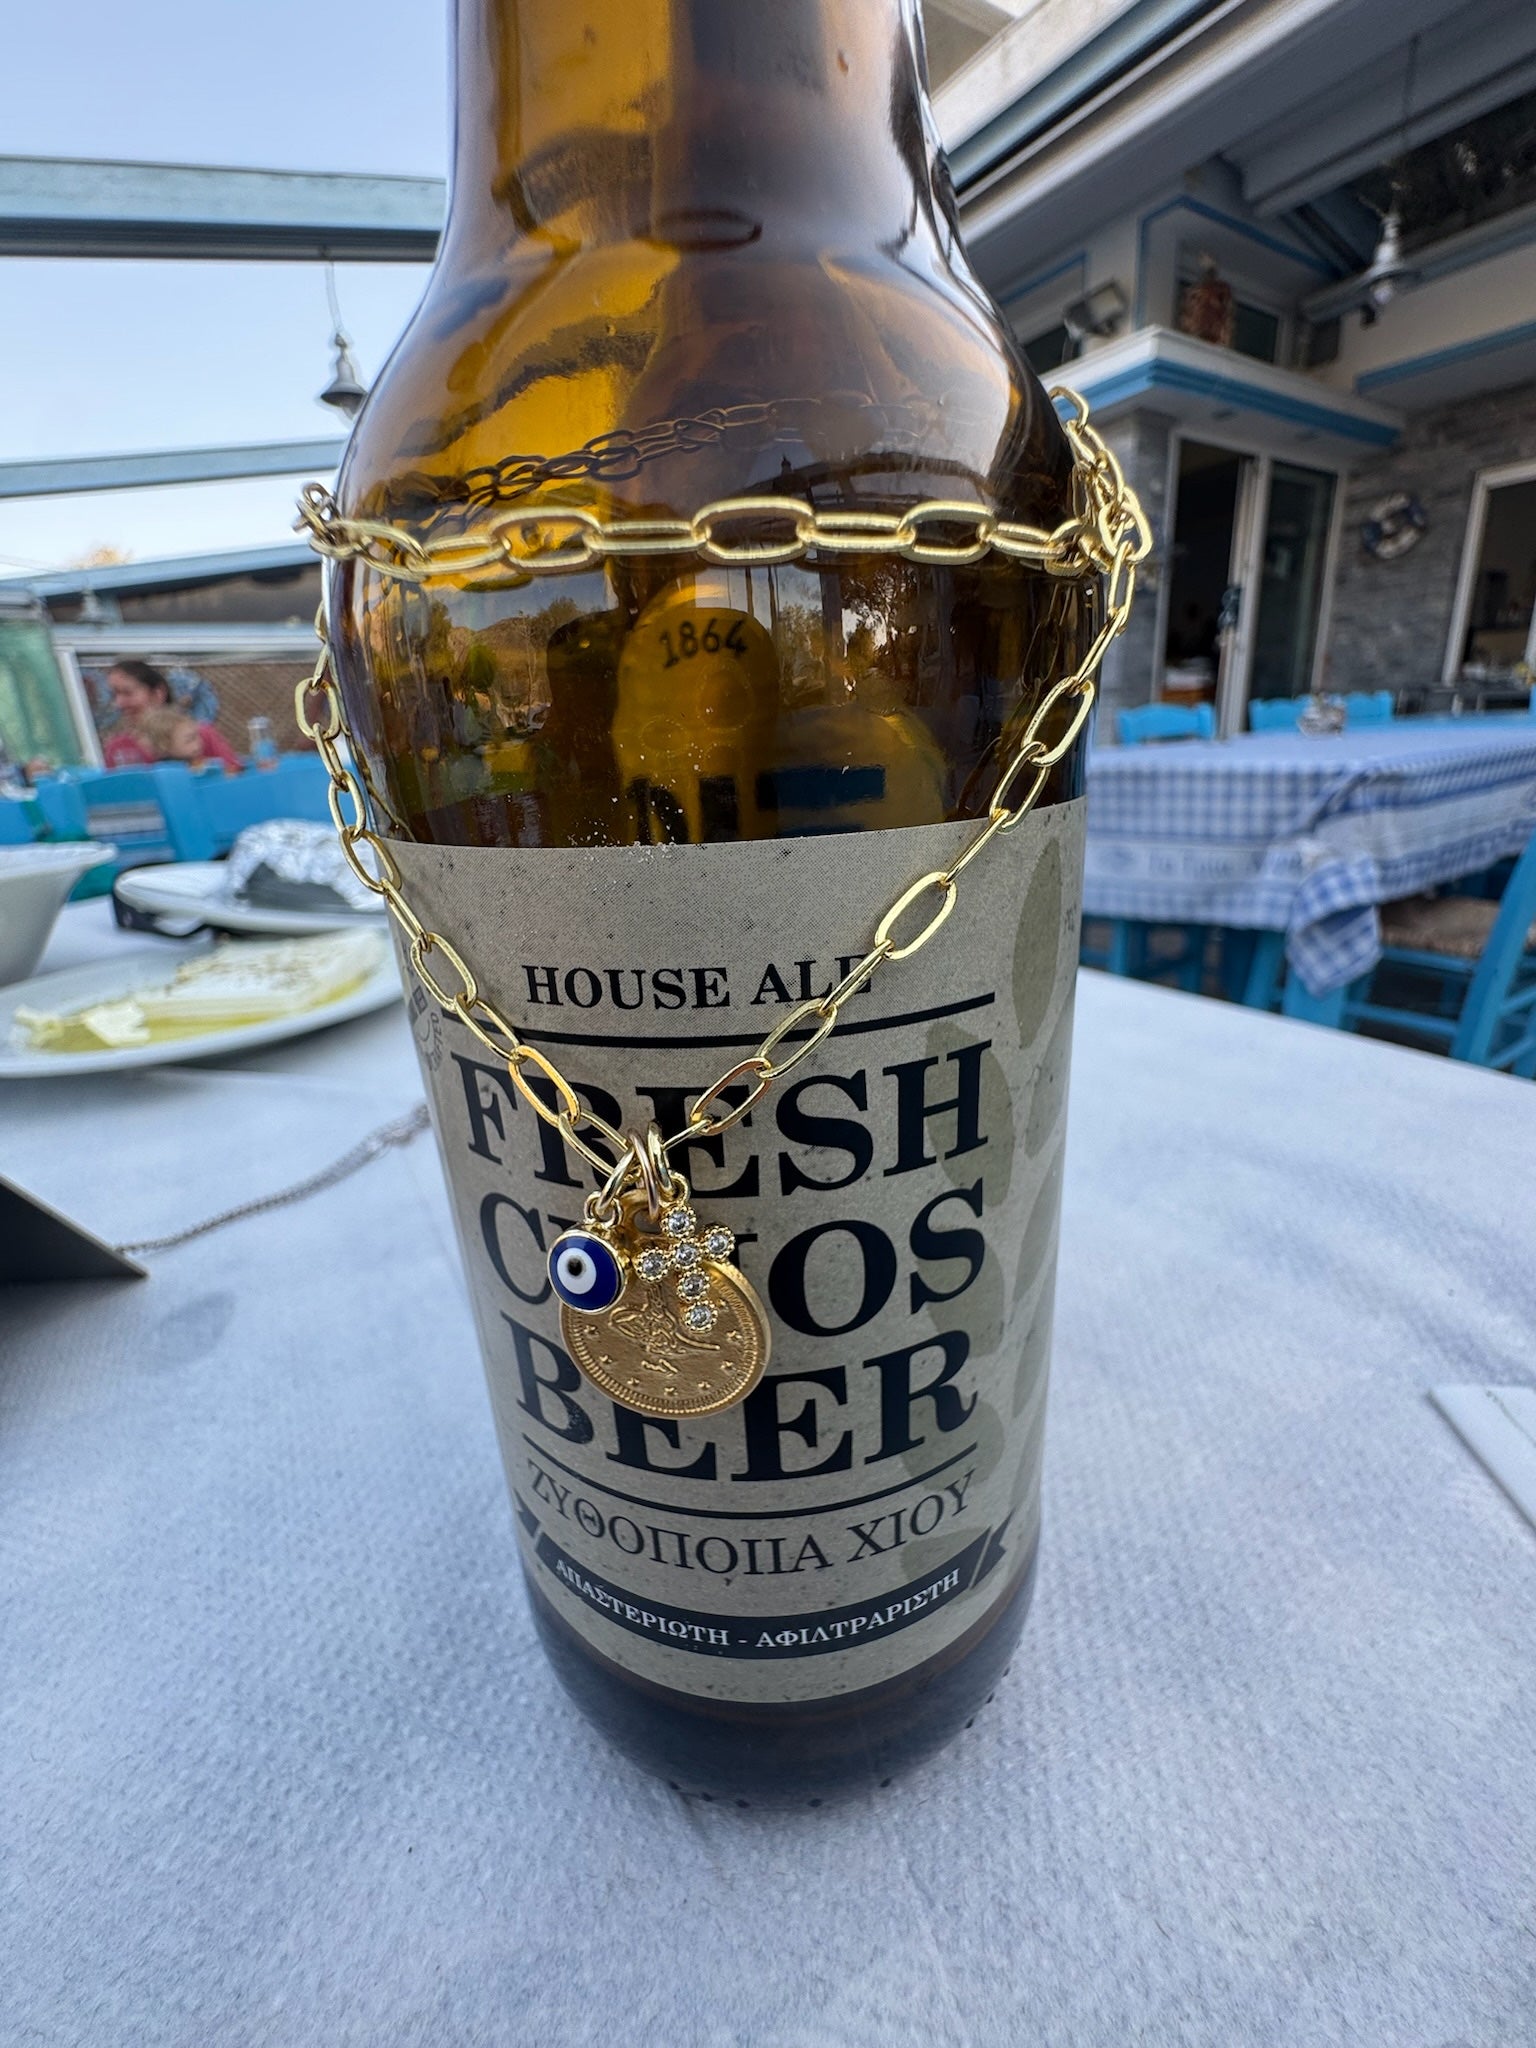 1864
HOUSE ALE
FRESH
CHIOS
BEER
ΖΥΘΟΠΟΙΙΑ ΧΙΟΥ
ΑΠΑΣΤΕΡΙΩΤΗ - ΑΦΙΛΤΡΑΡΙΣΤΗ